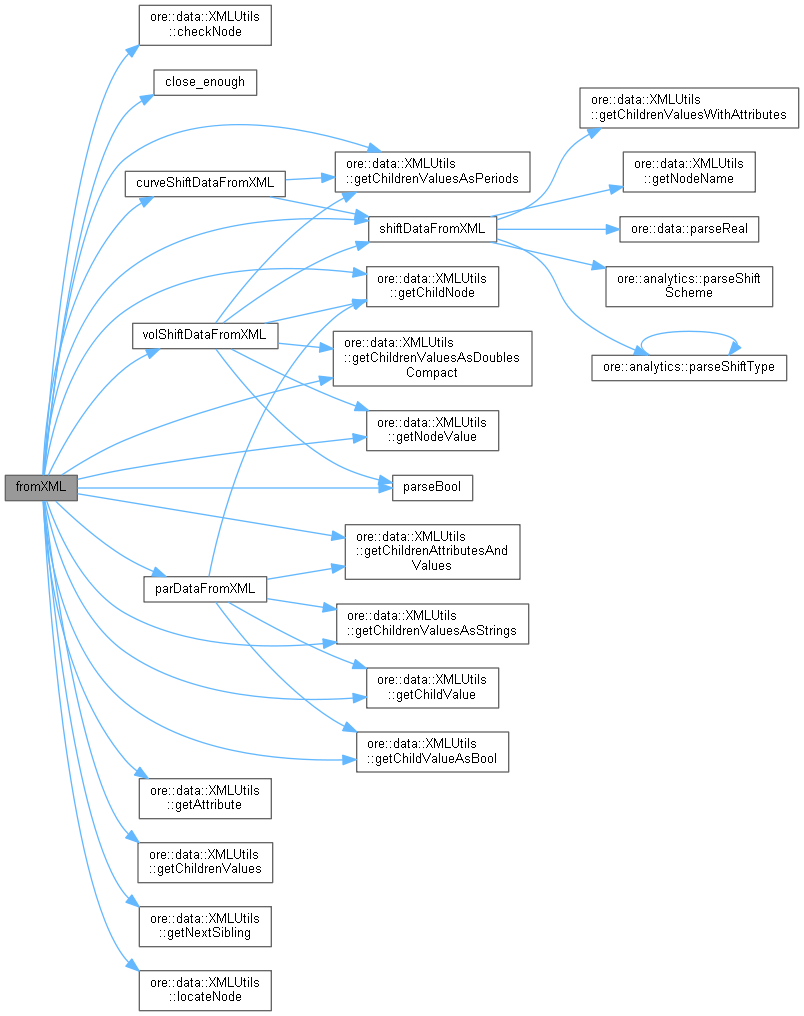 ore::data::XMLUtils
::checkNode
close_enough
curveShiftDataFromXML
volShiftDataFromXML
fromXML
parDataFromXML
ore::data::XMLUtils
::getAttribute
ore::data::XMLUtils
::getChildrenValues
ore::data::XMLUtils
::getNextSibling
ore::data::XMLUtils
::locateNode
ore::data::XMLUtils
::getChildrenValuesAsPeriods
shiftDataFromXML
ore::data::XMLUtils
::getChildNode
ore::data::XMLUtils
::getChildrenValuesAsDoubles
Compact
ore::data::XMLUtils
::getNodeValue
parseBool
ore::data::XMLUtils
::getChildrenAttributesAnd
Values
ore::data::XMLUtils
::getChildrenValuesAsStrings
ore::data::XMLUtils
::getChildValue
ore::data::XMLUtils
::getChildValueAsBool
ore::data::XMLUtils
::getChildrenValuesWithAttributes
ore::data::XMLUtils
::getNodeName
ore::data::parseReal
ore::analytics::parseShift
Scheme
ore::analytics::parseShiftType